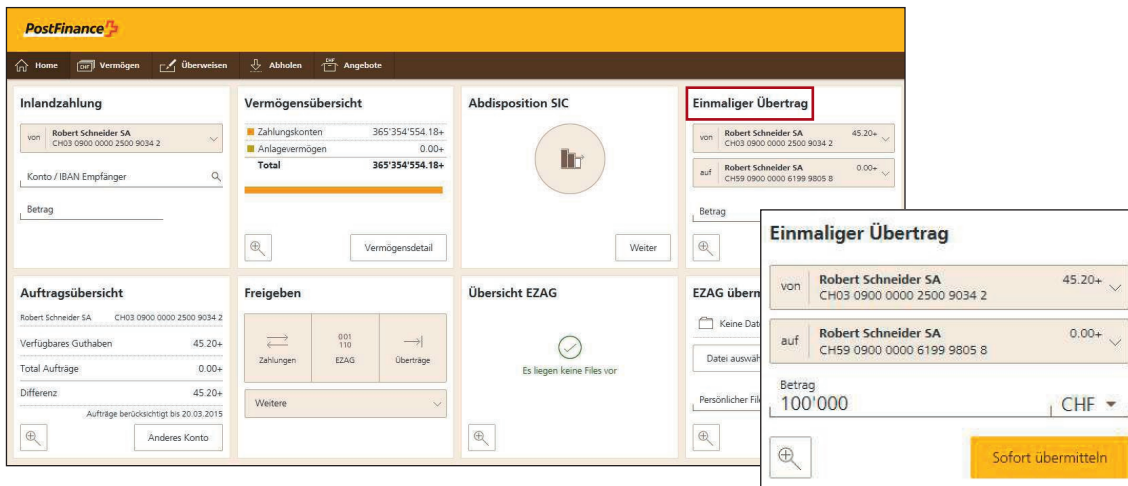 PostFinance
Home Vermögen Überweisen Abholen Angebote
Inlandzahlung
von Robert Schneider SA
CH03 0900 0000 2500 9034 2
Konto / IBAN Empfänger
Betrag
Vermögensübersicht
Zahlungskonten 365'354'554.18+
Anlagevermögen 0.00+
Total 365'354'554.18+
Vermögensdetail
Abdisposition SIC
Weiter
Einmaliger Übertrag
von Robert Schneider SA 45.20+
CH03 0900 0000 2500 9034 2
auf Robert Schneider SA 0.00+
CH59 0900 0000 6199 9805 8
Betrag
Auftragsübersicht
Robert Schneider SA CH03 0900 0000 2500 9034 2
Verfügbares Guthaben 45.20+
Total Aufträge 0.00+
Differenz 45.20+
Aufträge berücksichtigt bis 20.03.2015
Anderes Konto
Freigeben
Zahlungen
001
110
EZAG
Überträge
Weitere
Übersicht EZAG
Es liegen keine Files vor
EZAG überm
Keine Dat
Datei auswäh
Persönlicher Fil
Einmaliger Übertrag
von Robert Schneider SA 45.20+
CH03 0900 0000 2500 9034 2
auf Robert Schneider SA 0.00+
CH59 0900 0000 6199 9805 8
Betrag
100'000 CHF
Sofort übermitteln